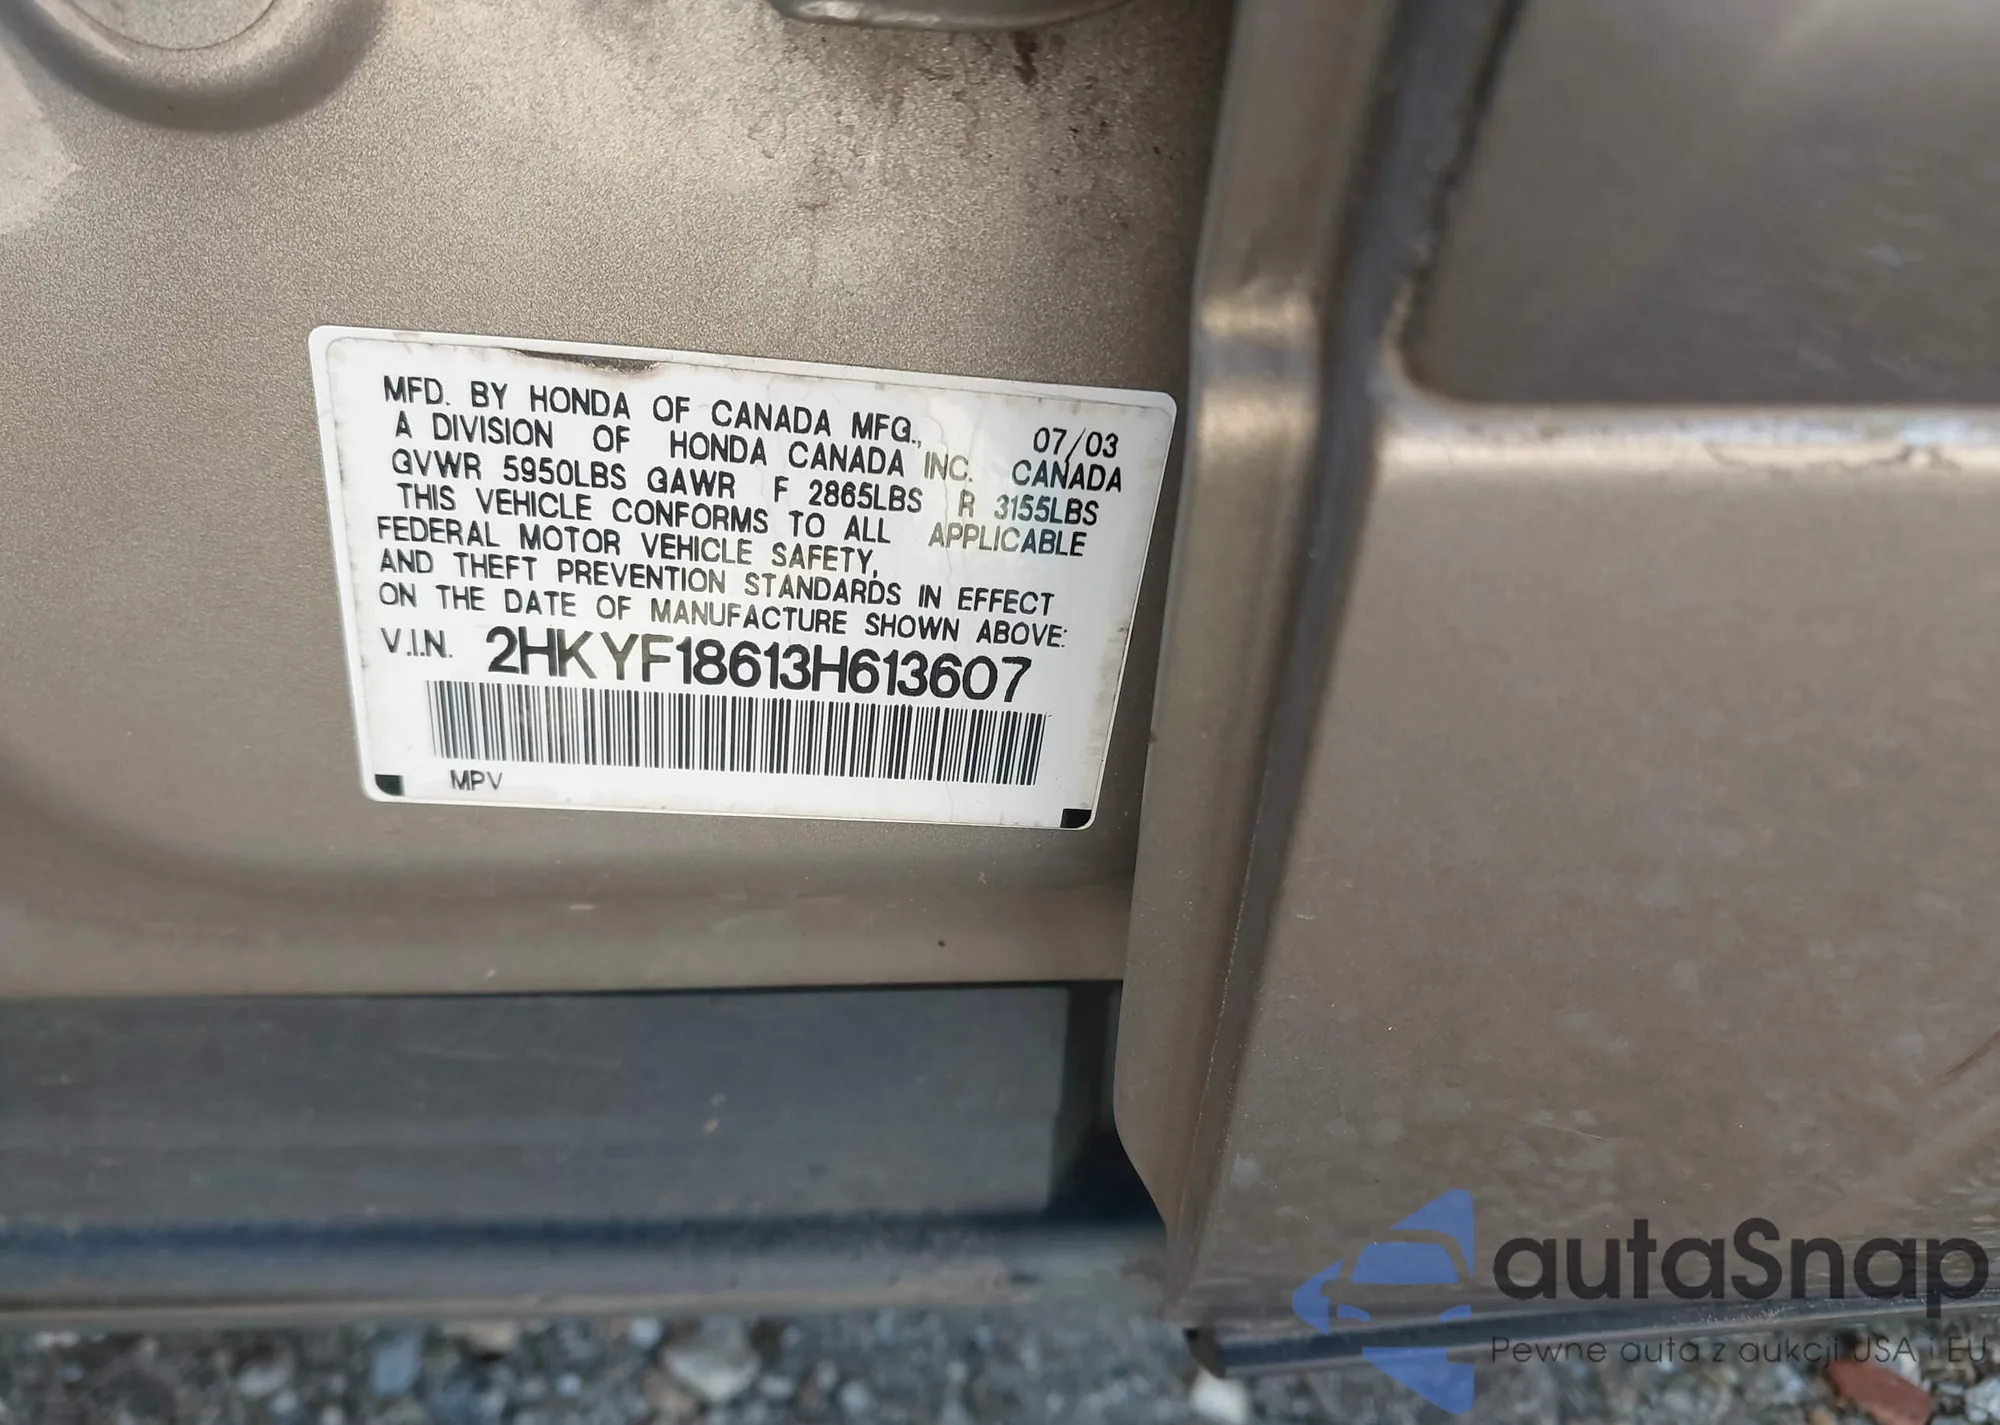 MFD. BY HONDA OF CANADA MFG., 07/03
A DIVISION OF HONDA CANADA INC. CANADA
GVWR 5950LBS GAWR F 2865LBS R 3155LBS
THIS VEHICLE CONFORMS TO ALL APPLICABLE
FEDERAL MOTOR VEHICLE SAFETY,
AND THEFT PREVENTION STANDARDS IN EFFECT
ON THE DATE OF MANUFACTURE SHOWN ABOVE:
V.I.N. 2HKYF18613H613607
MPV
autaSnap
Pewne auta z aukcji USA i EU